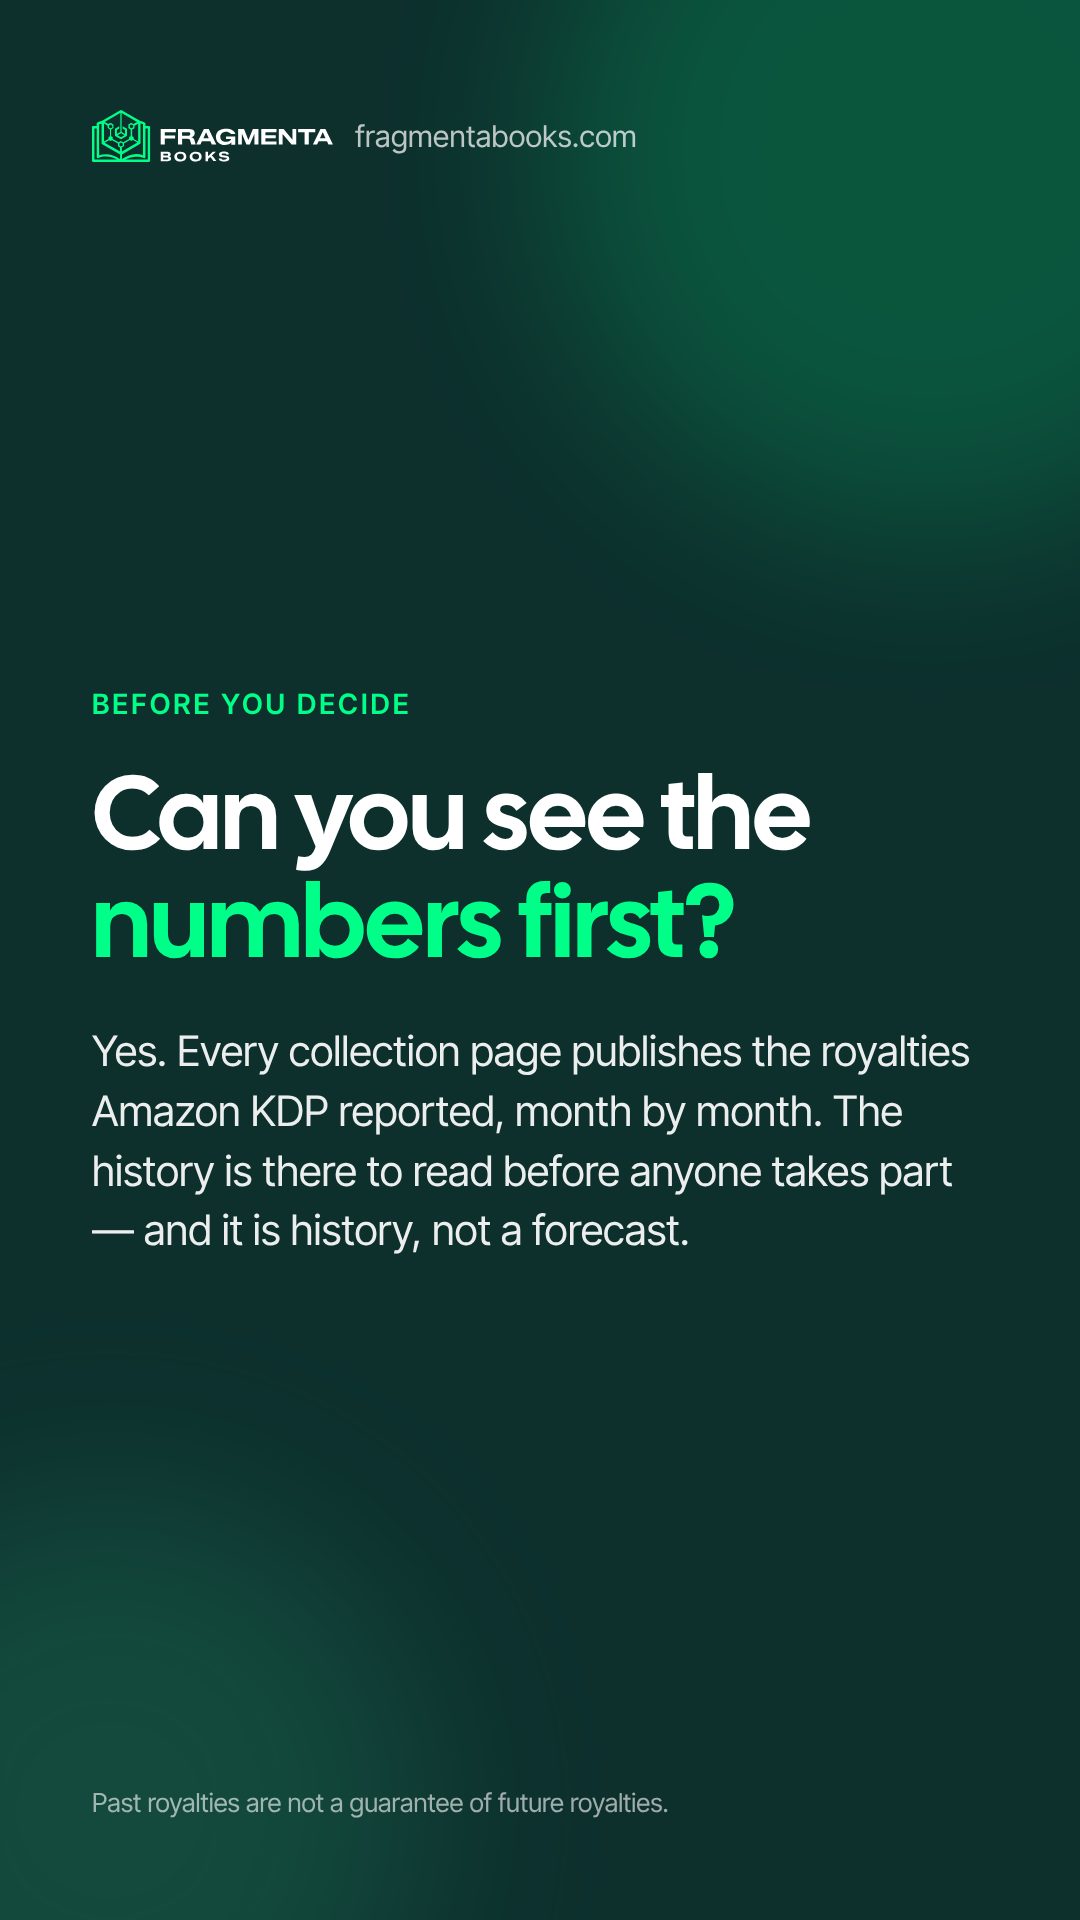 FRAGMENTA
BOOKS
fragmentabooks.com
BEFORE YOU DECIDE
Can you see the
numbers first?
Yes. Every collection page publishes the royalties
Amazon KDP reported, month by month. The
history is there to read before anyone takes part
— and it is history, not a forecast.
Past royalties are not a guarantee of future royalties.